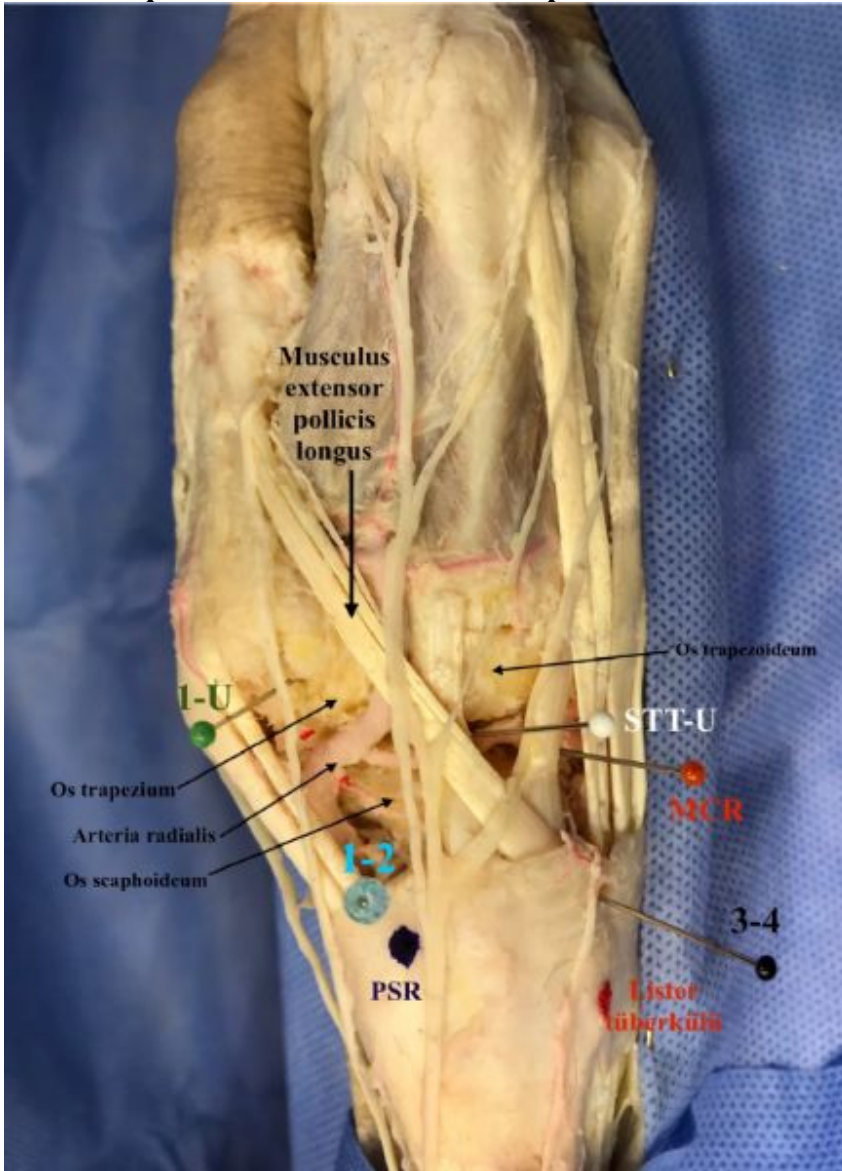 Musculus
extensor
pollicis
longus
Os trapezoideum
1-U
STT-U
Os trapezium
MCR
Arteria radialis
Os scaphoideum
1-2
3-4
PSR
Lister
tüberkülü